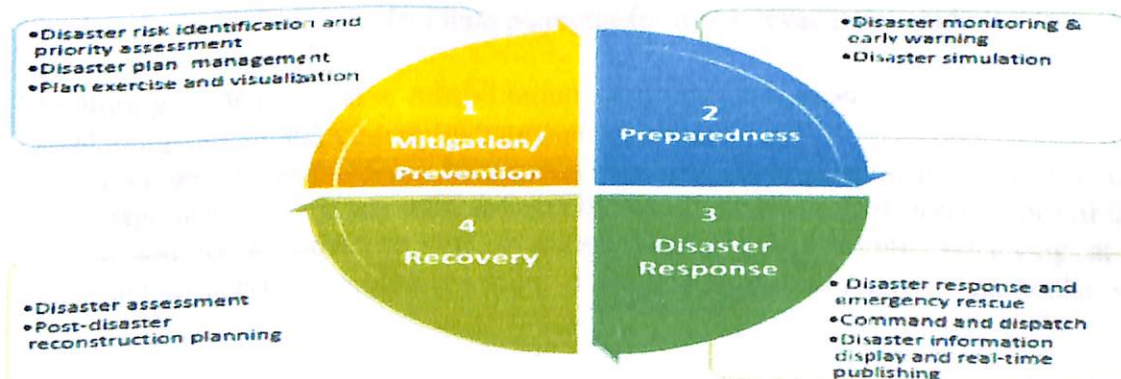 •Disaster risk identification and
priority assessment
•Disaster plan management
•Plan exercise and visualization
•Disaster monitoring &
early warning
•Disaster simulation
1
Mitigation/
Prevention
2
Preparedness
4
Recovery
3
Disaster
Response
•Disaster assessment
•Post-disaster
reconstruction planning
•Disaster response and
emergency rescue
•Command and dispatch
•Disaster information
display and real-time
publishing